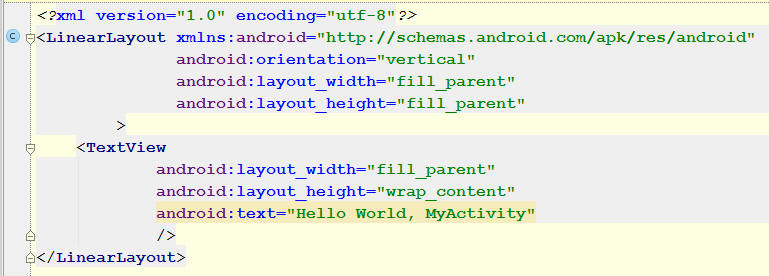 <?xml version="1.0" encoding="utf-8"?>
C <LinearLayout xmlns:android="http://schemas.android.com/apk/res/android"
android:orientation="vertical"
android:layout_width="fill_parent"
android:layout_height="fill_parent"
>
<TextView
android:layout_width="fill_parent"
android:layout_height="wrap_content"
android:text="Hello World, MyActivity"
/>
</LinearLayout>